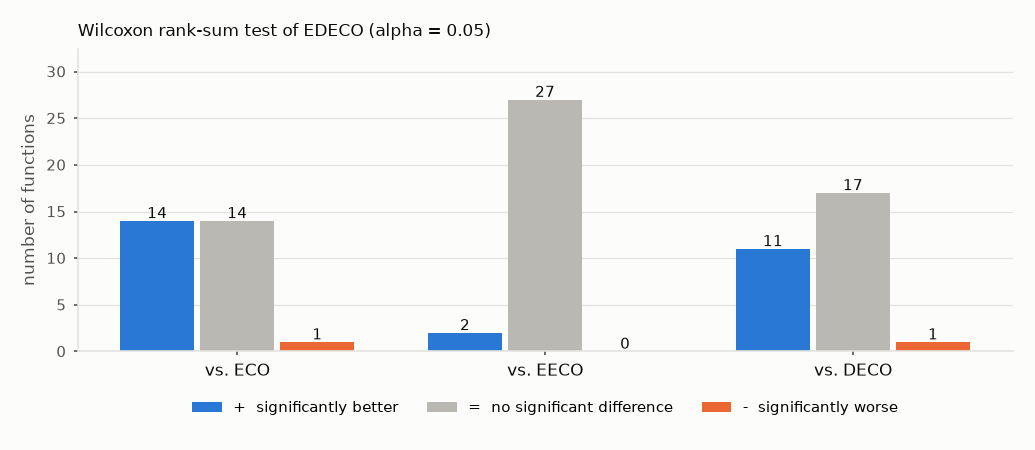 Wilcoxon rank-sum test of EDECO (alpha = 0.05)
number of functions
30
25
20
15
10
5
0
14
14
1
2
27
0
11
17
1
vs. ECO
vs. EECO
vs. DECO
+ significantly better
= no significant difference
- significantly worse